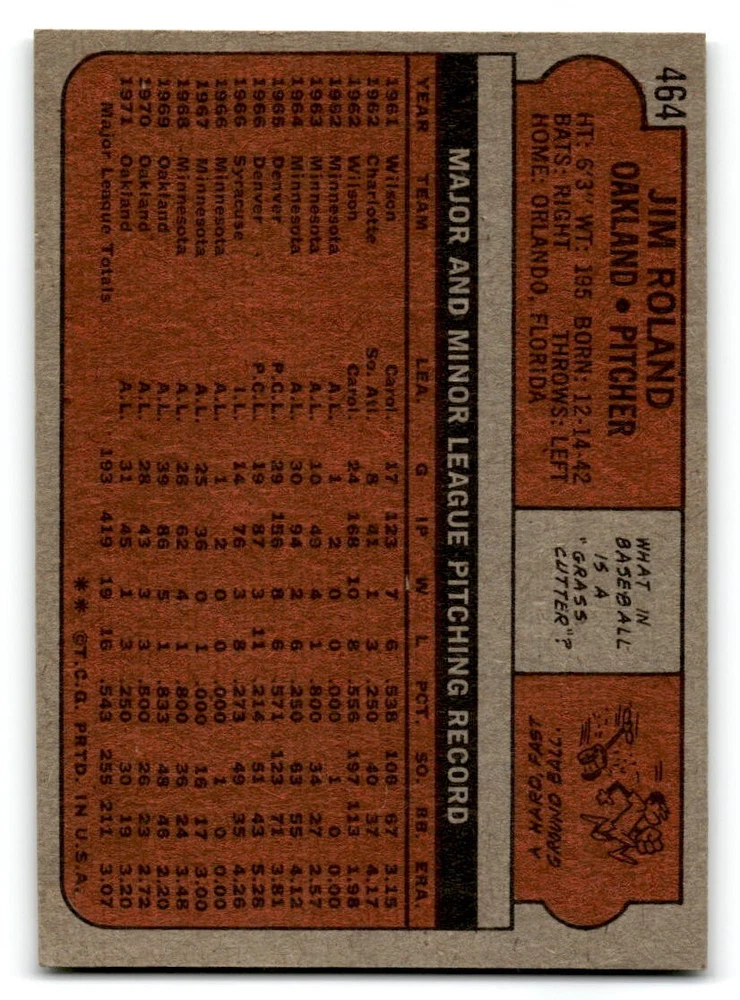 464
JIM ROLAND
OAKLAND • PITCHER
HT: 6'3" WT: 195 BORN: 12-14-42
BATS: RIGHT THROWS: LEFT
HOME: ORLANDO, FLORIDA
WHAT IN
BASEBALL
IS A
"GRASS
CUTTER"?
A HARD, FAST
GROUND BALL.
MAJOR AND MINOR LEAGUE PITCHING RECORD
YEAR TEAM LEA. G IP W L PCT. SO. BB ERA.
1961 Wilson Carol. 17 123 7 6 .538 106 67 3.15
1962 Charlotte So. Atl. 8 41 1 3 .250 40 37 4.17
1962 Wilson Carol. 24 168 10 8 .556 197 113 1.98
1962 Minnesota A.L. 1 2 0 0 .000 1 0 0.00
1963 Minnesota A.L. 10 49 4 1 .800 34 27 2.57
1964 Minnesota A.L. 30 94 2 6 .250 63 55 4.12
1965 Denver P.C.L. 29 156 8 6 .571 123 71 3.81
1966 Denver P.C.L. 19 87 3 11 .214 51 43 5.28
1966 Syracuse I.L. 14 76 3 8 .273 49 35 4.26
1966 Minnesota A.L. 1 2 0 0 .000 1 0 0.00
1967 Minnesota A.L. 25 36 0 1 .000 16 17 3.00
1968 Minnesota A.L. 28 62 4 1 .800 36 24 3.48
1969 Oakland A.L. 39 86 5 1 .833 48 46 2.20
1970 Oakland A.L. 28 43 3 3 .500 26 23 2.72
1971 Oakland A.L. 31 45 1 3 .250 30 19 3.20
Major League Totals 193 419 19 16 .543 255 211 3.07
** ©T.C.G. PRTD. IN U.S.A.